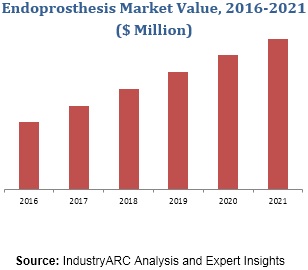 Endoprosthesis Market Value, 2016-2021
($ Million)
2016 2017 2018 2019 2020 2021
Source: IndustryARC Analysis and Expert Insights